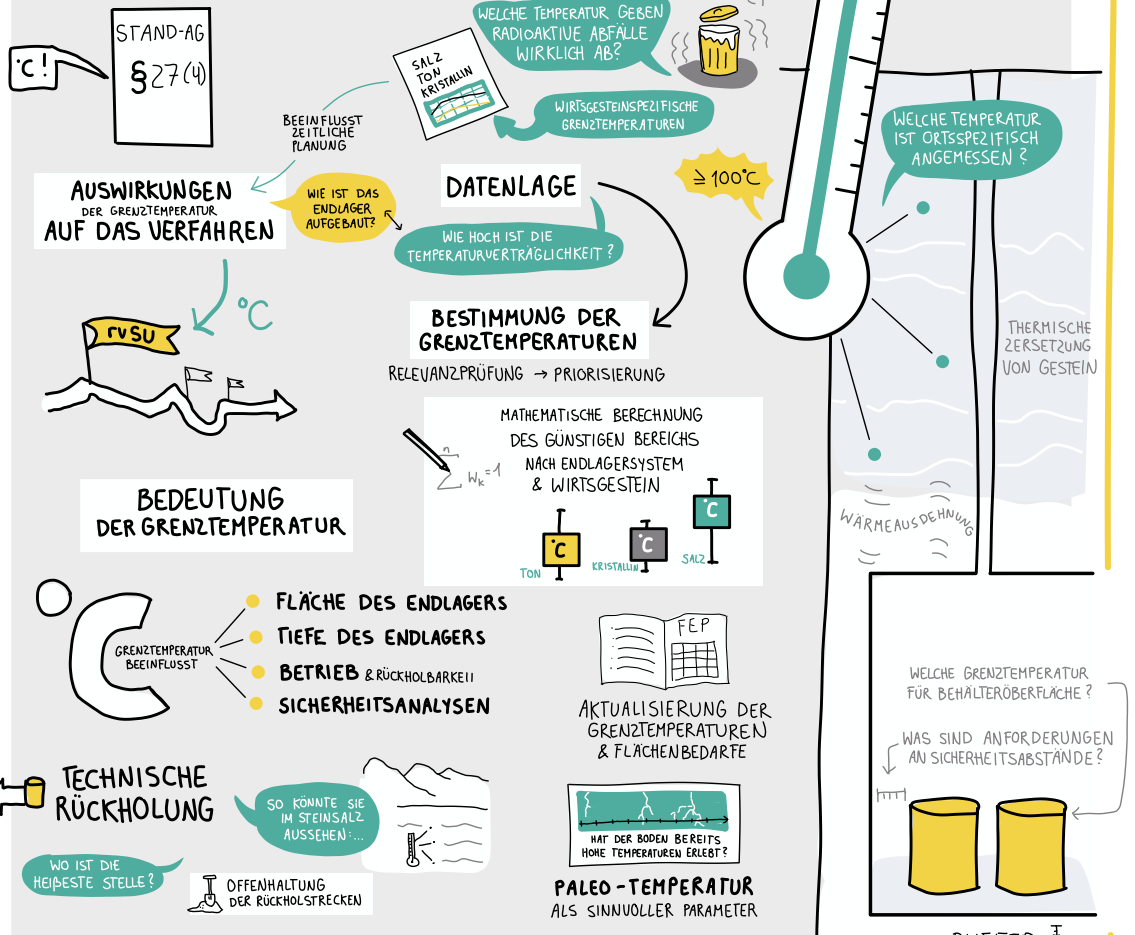 °C!
STAND-AG
§27(4)
SALZ
TON
KRISTALLIN
WELCHE TEMPERATUR GEBEN
RADIOAKTIVE ABFÄLLE
WIRKLICH AB?
WIRTSGESTEINSPEZIFISCHE
GRENZTEMPERATUREN
BEEINFLUSST
ZEITLICHE
PLANUNG
AUSWIRKUNGEN
DER GRENZTEMPERATUR
AUF DAS VERFAHREN
WIE IST DAS
ENDLAGER
AUFGEBAUT?
DATENLAGE
WIE HOCH IST DIE
TEMPERATURVERTRÄGLICHKEIT?
≥100°C
WELCHE TEMPERATUR
IST ORTSSPEZIFISCH
ANGEMESSEN?
°C
rvSU
BESTIMMUNG DER
GRENZTEMPERATUREN
RELEVANZPRÜFUNG → PRIORISIERUNG
THERMISCHE
ZERSETZUNG
VON GESTEIN
MATHEMATISCHE BERECHNUNG
DES GÜNSTIGEN BEREICHS
NACH ENDLAGERSYSTEM
& WIRTSGESTEIN
n
∑ Wk=1
°C
TON
°C
KRISTALLIN
°C
SALZ
WÄRMEAUSDEHNUNG
BEDEUTUNG
DER GRENZTEMPERATUR
GRENZTEMPERATUR
BEEINFLUSST
FLÄCHE DES ENDLAGERS
TIEFE DES ENDLAGERS
BETRIEB & RÜCKHOLBARKEIT
SICHERHEITSANALYSEN
FEP
AKTUALISIERUNG DER
GRENZTEMPERATUREN
& FLÄCHENBEDARFE
WELCHE GRENZTEMPERATUR
FÜR BEHÄLTEROBERFLÄCHE?
WAS SIND ANFORDERUNGEN
AN SICHERHEITSABSTÄNDE?
TECHNISCHE
RÜCKHOLUNG
SO KÖNNTE SIE
IM STEINSALZ
AUSSEHEN:...
WO IST DIE
HEIßESTE STELLE?
OFFENHALTUNG
DER RÜCKHOLSTRECKEN
HAT DER BODEN BEREITS
HOHE TEMPERATUREN ERLEBT?
PALEO-TEMPERATUR
ALS SINNVOLLER PARAMETER